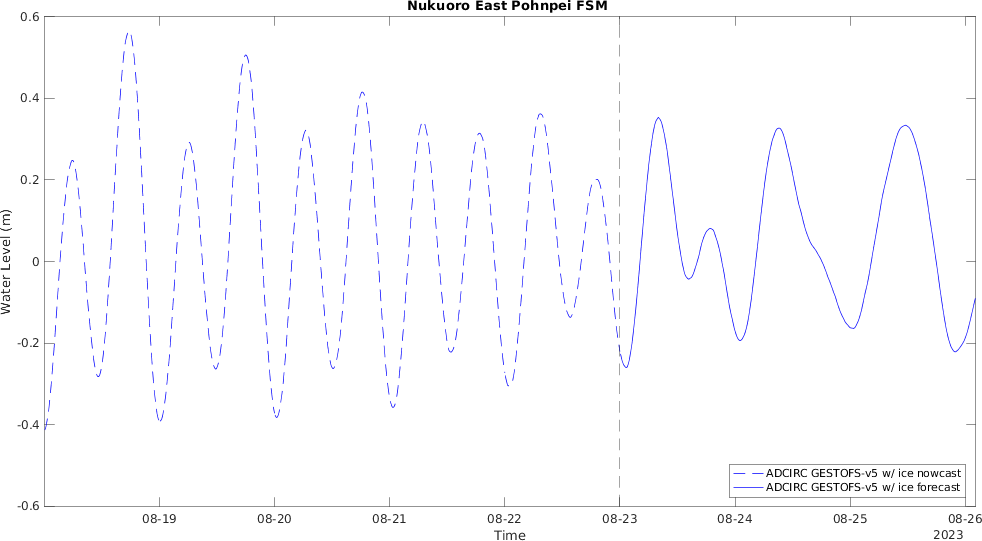 Nukuoro East Pohnpei FSM
Water Level (m)
0.6
0.4
0.2
0
-0.2
-0.4
-0.6
ADCIRC GESTOFS-v5 w/ ice nowcast
ADCIRC GESTOFS-v5 w/ ice forecast
08-19 08-20 08-21 08-22 08-23 08-24 08-25 08-26
Time
2023